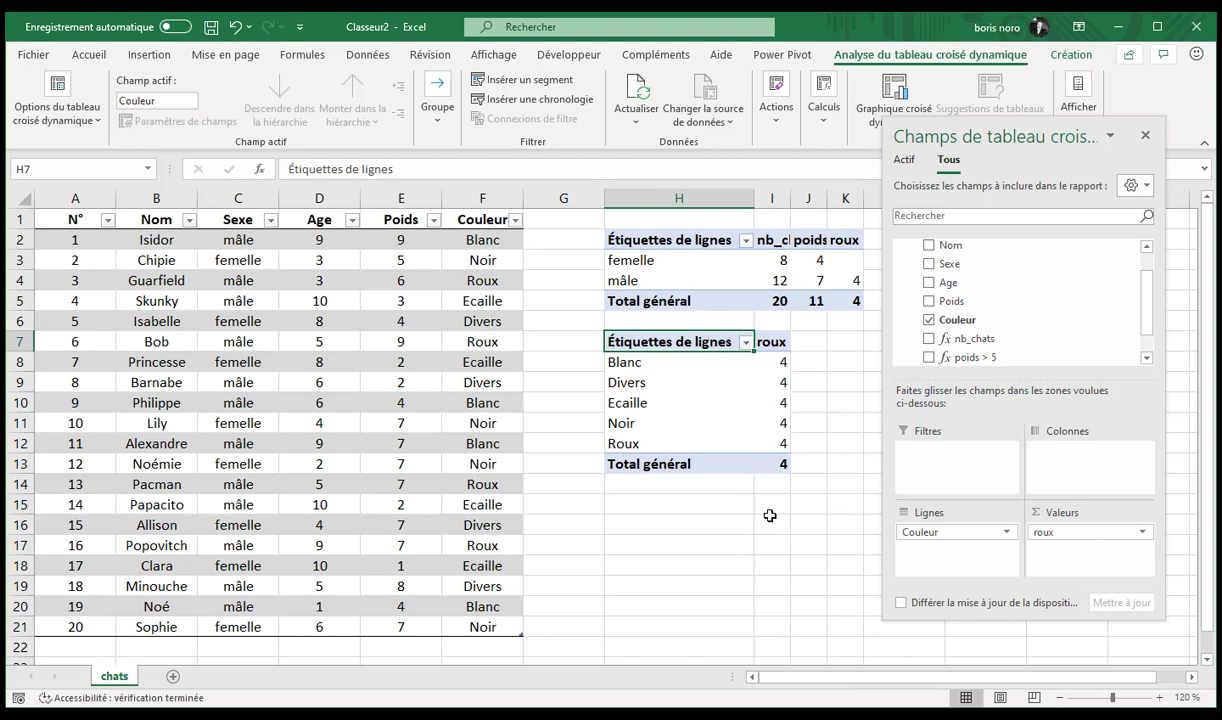 Enregistrement automatique Classeur2 - Excel Rechercher boris noro
Fichier Accueil Insertion Mise en page Formules Données Révision Affichage Développeur Compléments Aide Power Pivot Analyse du tableau croisé dynamique Création
Options du tableau croisé dynamique
Champ actif :
Couleur
Paramètres de champs
Descendre dans la hiérarchie
Monter dans la hiérarchie
Champ actif
Groupe
Insérer un segment
Insérer une chronologie
Connexions de filtre
Filtrer
Actualiser
Changer la source de données
Données
Actions
Calculs
Graphique croisé
Suggestions de tableaux
Afficher
H7 fx Étiquettes de lignes
A B C D E F G H I J K
1 N° Nom Sexe Age Poids Couleur
2 1 Isidor mâle 9 9 Blanc Étiquettes de lignes nb_c poids roux
3 2 Chipie femelle 3 5 Noir femelle 8 4
4 3 Guarfield mâle 3 6 Roux mâle 12 7 4
5 4 Skunky mâle 10 3 Ecaille Total général 20 11 4
6 5 Isabelle femelle 8 4 Divers
7 6 Bob mâle 5 9 Roux Étiquettes de lignes roux
8 7 Princesse femelle 8 2 Ecaille Blanc 4
9 8 Barnabe mâle 6 2 Divers Divers 4
10 9 Philippe mâle 6 4 Blanc Ecaille 4
11 10 Lily femelle 4 7 Noir Noir 4
12 11 Alexandre mâle 9 7 Blanc Roux 4
13 12 Noémie femelle 2 7 Noir Total général 4
14 13 Pacman mâle 5 7 Roux
15 14 Papacito mâle 10 2 Ecaille
16 15 Allison femelle 4 7 Divers
17 16 Popovitch mâle 9 7 Roux
18 17 Clara femelle 10 1 Ecaille
19 18 Minouche mâle 5 8 Divers
20 19 Noé mâle 1 4 Blanc
21 20 Sophie femelle 6 7 Noir
22
Champs de tableau crois...
Actif Tous
Choisissez les champs à inclure dans le rapport :
Rechercher
Nom
Sexe
Age
Poids
Couleur
fx nb_chats
fx poids > 5
Faites glisser les champs dans les zones voulues
ci-dessous:
Filtres Colonnes
Lignes Σ Valeurs
Couleur roux
Différer la mise à jour de la dispositi... Mettre à jour
chats
Accessibilité : vérification terminée 120 %